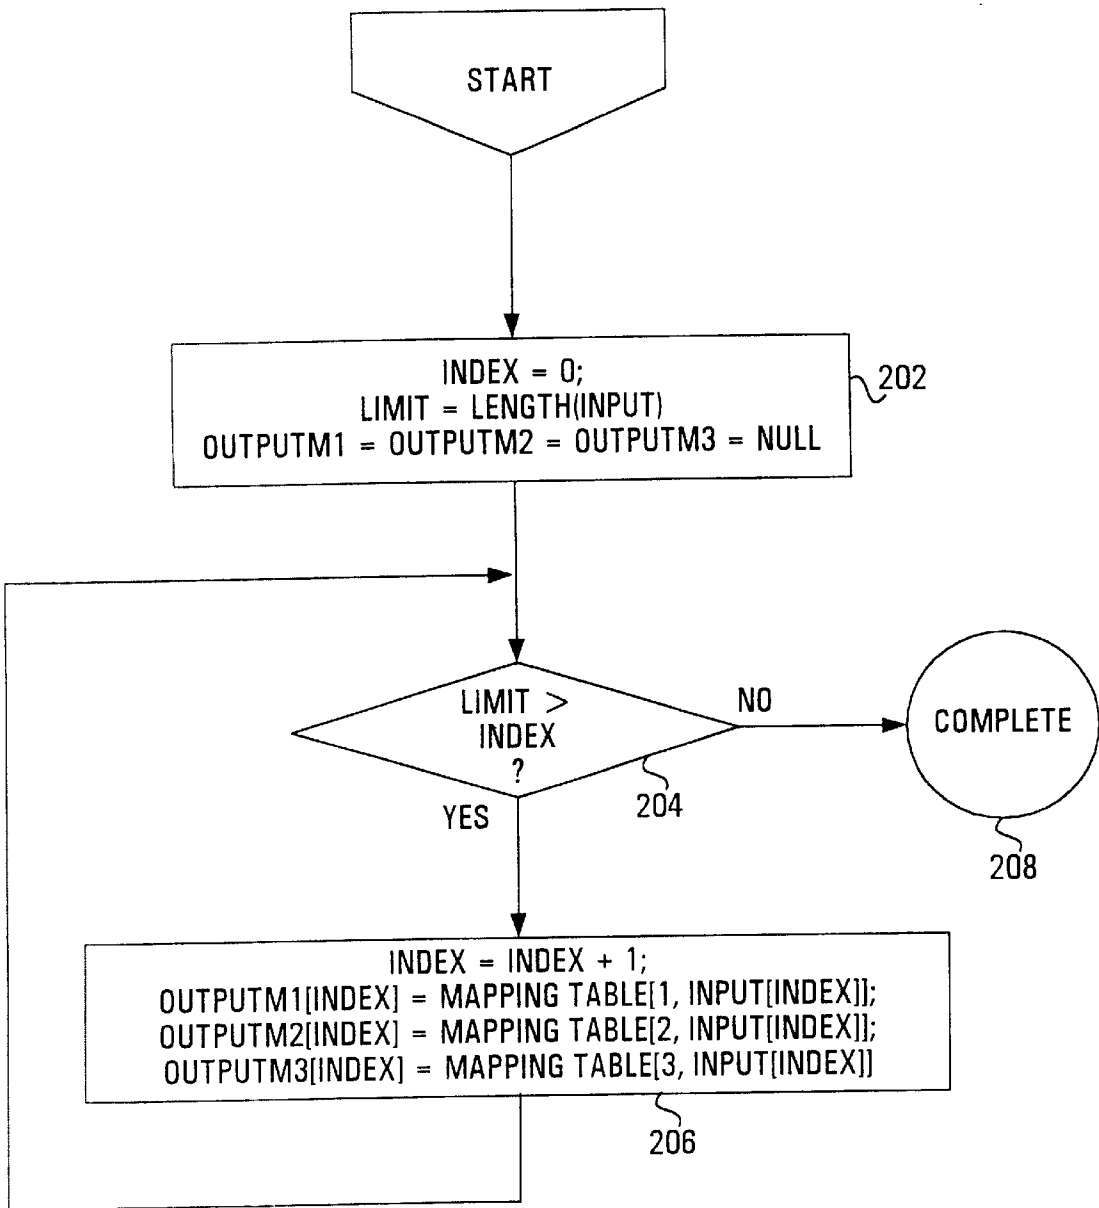 START
INDEX = 0;
LIMIT = LENGTH(INPUT)
OUTPUTM1 = OUTPUTM2 = OUTPUTM3 = NULL
202
LIMIT >
INDEX
?
NO
COMPLETE
YES
204
208
INDEX = INDEX + 1;
OUTPUTM1[INDEX] = MAPPING TABLE[1, INPUT[INDEX]];
OUTPUTM2[INDEX] = MAPPING TABLE[2, INPUT[INDEX]];
OUTPUTM3[INDEX] = MAPPING TABLE[3, INPUT[INDEX]]
206